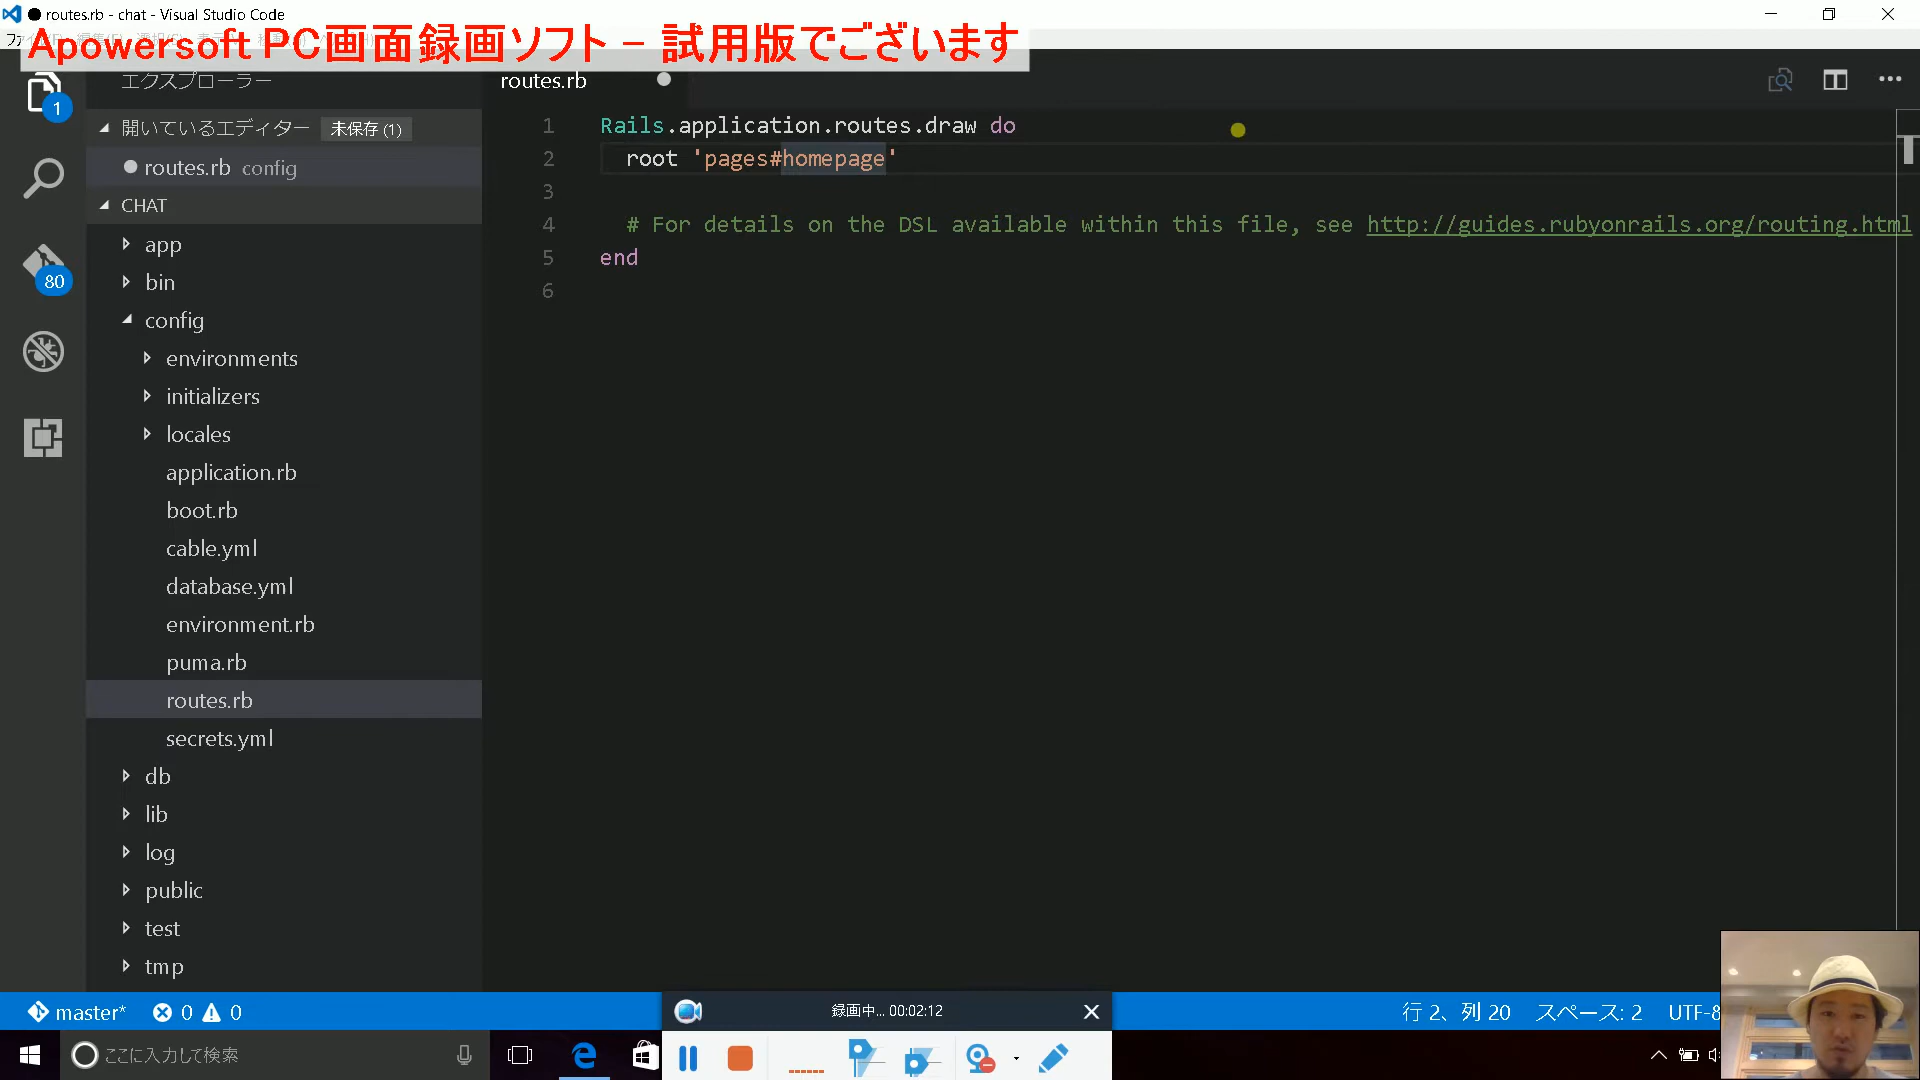 routes.rb - chat - Visual Studio Code
Apowersoft PC画面録画ソフト – 試用版でございます
エクスプローラー
routes.rb
開いているエディター 未保存 (1)
routes.rb config
CHAT
app
bin
config
environments
initializers
locales
application.rb
boot.rb
cable.yml
database.yml
environment.rb
puma.rb
routes.rb
secrets.yml
db
lib
log
public
test
tmp
1
80
1 Rails.application.routes.draw do
2 root 'pages#homepage'
3
4 # For details on the DSL available within this file, see http://guides.rubyonrails.org/routing.html
5 end
6
master* 0 0
録画中... 00:02:12
行 2、列 20 スペース: 2 UTF-8
ここに入力して検索